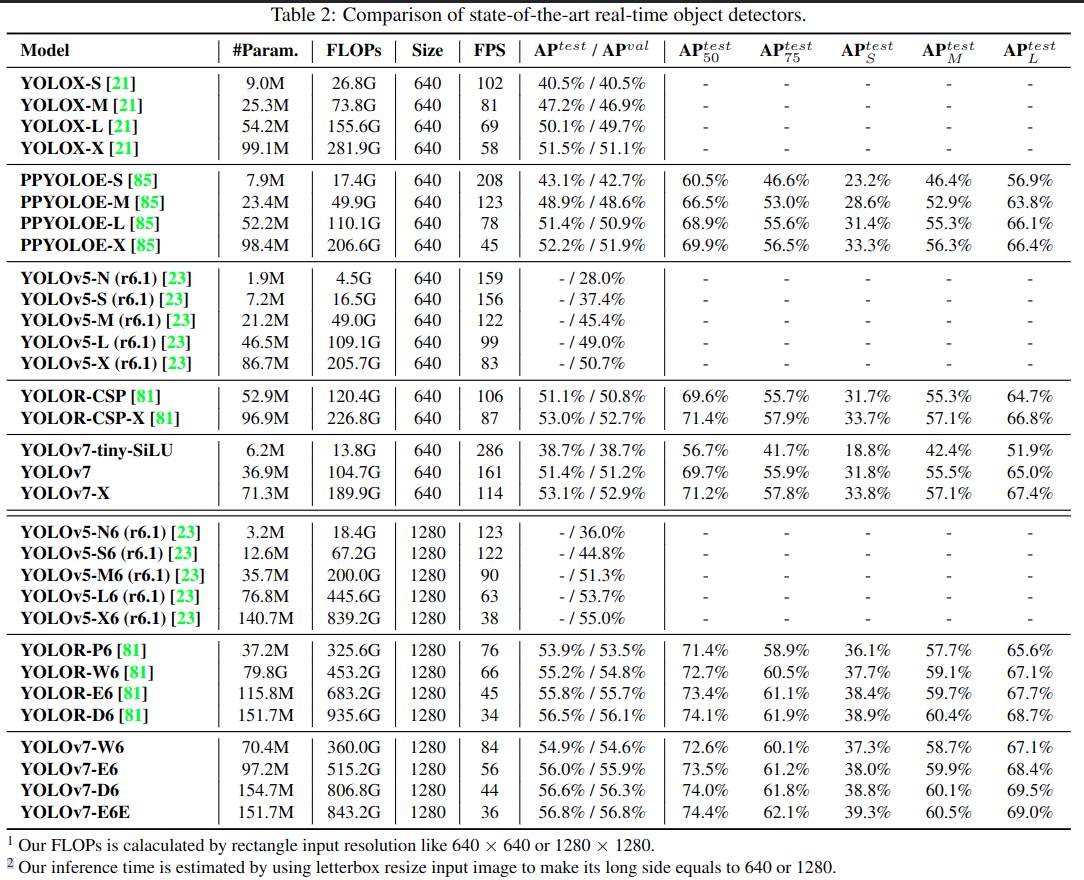 Table 2: Comparison of state-of-the-art real-time object detectors.
Model #Param. FLOPs Size FPS AP^test / AP^val AP_50^test AP_75^test AP_S^test AP_M^test AP_L^test
YOLOX-S [21] 9.0M 26.8G 640 102 40.5% / 40.5% - - - - -
YOLOX-M [21] 25.3M 73.8G 640 81 47.2% / 46.9% - - - - -
YOLOX-L [21] 54.2M 155.6G 640 69 50.1% / 49.7% - - - - -
YOLOX-X [21] 99.1M 281.9G 640 58 51.5% / 51.1% - - - - -
PPYOLOE-S [85] 7.9M 17.4G 640 208 43.1% / 42.7% 60.5% 46.6% 23.2% 46.4% 56.9%
PPYOLOE-M [85] 23.4M 49.9G 640 123 48.9% / 48.6% 66.5% 53.0% 28.6% 52.9% 63.8%
PPYOLOE-L [85] 52.2M 110.1G 640 78 51.4% / 50.9% 68.9% 55.6% 31.4% 55.3% 66.1%
PPYOLOE-X [85] 98.4M 206.6G 640 45 52.2% / 51.9% 69.9% 56.5% 33.3% 56.3% 66.4%
YOLOv5-N (r6.1) [23] 1.9M 4.5G 640 159 - / 28.0% - - - - -
YOLOv5-S (r6.1) [23] 7.2M 16.5G 640 156 - / 37.4% - - - - -
YOLOv5-M (r6.1) [23] 21.2M 49.0G 640 122 - / 45.4% - - - - -
YOLOv5-L (r6.1) [23] 46.5M 109.1G 640 99 - / 49.0% - - - - -
YOLOv5-X (r6.1) [23] 86.7M 205.7G 640 83 - / 50.7% - - - - -
YOLOR-CSP [81] 52.9M 120.4G 640 106 51.1% / 50.8% 69.6% 55.7% 31.7% 55.3% 64.7%
YOLOR-CSP-X [81] 96.9M 226.8G 640 87 53.0% / 52.7% 71.4% 57.9% 33.7% 57.1% 66.8%
YOLOv7-tiny-SiLU 6.2M 13.8G 640 286 38.7% / 38.7% 56.7% 41.7% 18.8% 42.4% 51.9%
YOLOv7 36.9M 104.7G 640 161 51.4% / 51.2% 69.7% 55.9% 31.8% 55.5% 65.0%
YOLOv7-X 71.3M 189.9G 640 114 53.1% / 52.9% 71.2% 57.8% 33.8% 57.1% 67.4%
YOLOv5-N6 (r6.1) [23] 3.2M 18.4G 1280 123 - / 36.0% - - - - -
YOLOv5-S6 (r6.1) [23] 12.6M 67.2G 1280 122 - / 44.8% - - - - -
YOLOv5-M6 (r6.1) [23] 35.7M 200.0G 1280 90 - / 51.3% - - - - -
YOLOv5-L6 (r6.1) [23] 76.8M 445.6G 1280 63 - / 53.7% - - - - -
YOLOv5-X6 (r6.1) [23] 140.7M 839.2G 1280 38 - / 55.0% - - - - -
YOLOR-P6 [81] 37.2M 325.6G 1280 76 53.9% / 53.5% 71.4% 58.9% 36.1% 57.7% 65.6%
YOLOR-W6 [81] 79.8G 453.2G 1280 66 55.2% / 54.8% 72.7% 60.5% 37.7% 59.1% 67.1%
YOLOR-E6 [81] 115.8M 683.2G 1280 45 55.8% / 55.7% 73.4% 61.1% 38.4% 59.7% 67.7%
YOLOR-D6 [81] 151.7M 935.6G 1280 34 56.5% / 56.1% 74.1% 61.9% 38.9% 60.4% 68.7%
YOLOv7-W6 70.4M 360.0G 1280 84 54.9% / 54.6% 72.6% 60.1% 37.3% 58.7% 67.1%
YOLOv7-E6 97.2M 515.2G 1280 56 56.0% / 55.9% 73.5% 61.2% 38.0% 59.9% 68.4%
YOLOv7-D6 154.7M 806.8G 1280 44 56.6% / 56.3% 74.0% 61.8% 38.8% 60.1% 69.5%
YOLOv7-E6E 151.7M 843.2G 1280 36 56.8% / 56.8% 74.4% 62.1% 39.3% 60.5% 69.0%
1 Our FLOPs is calaculated by rectangle input resolution like 640 × 640 or 1280 × 1280.
2 Our inference time is estimated by using letterbox resize input image to make its long side equals to 640 or 1280.